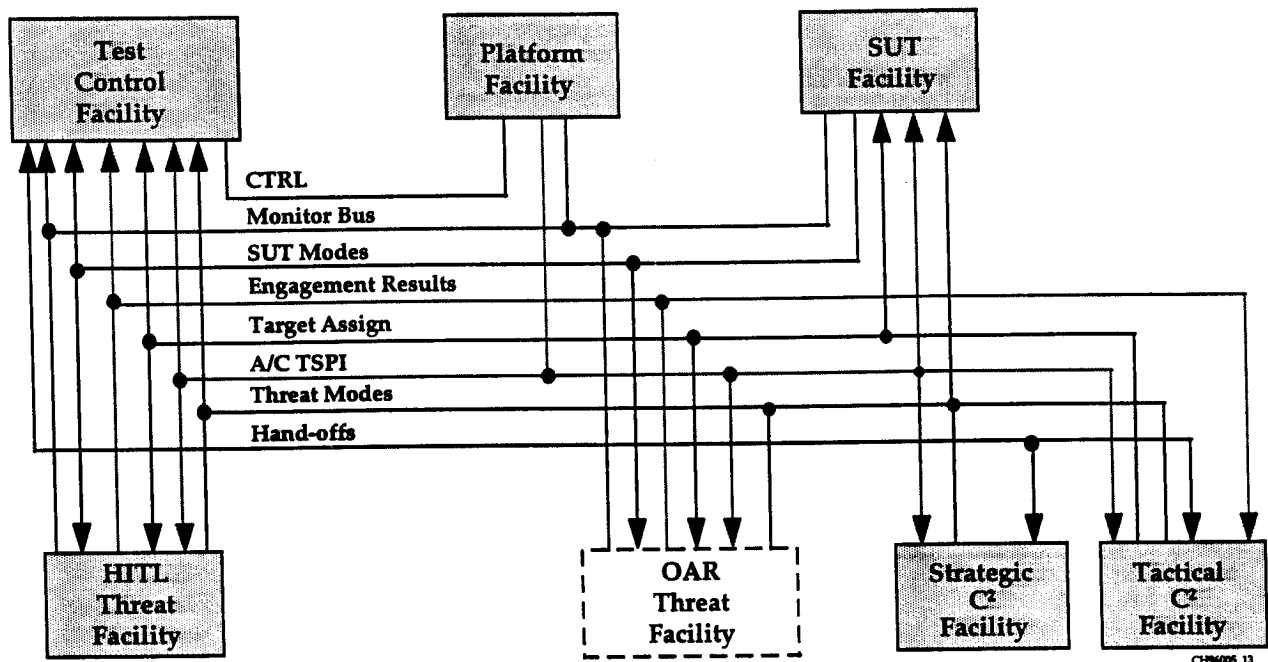 Test
Control
Facility
Platform
Facility
SUT
Facility
CTRL
Monitor Bus
SUT Modes
Engagement Results
Target Assign
A/C TSPI
Threat Modes
Hand-offs
HITL
Threat
Facility
OAR
Threat
Facility
Strategic
C²
Facility
Tactical
C²
Facility